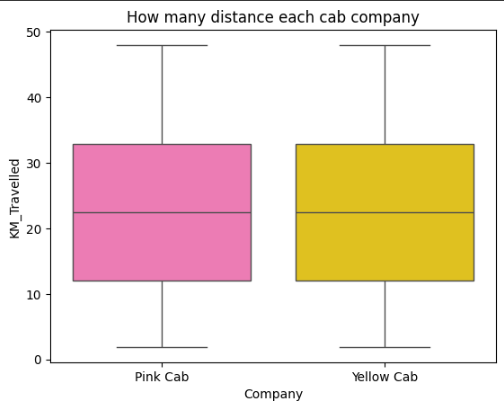 How many distance each cab company
50
40
30
20
10
0
KM_Travelled
Pink Cab
Yellow Cab
Company